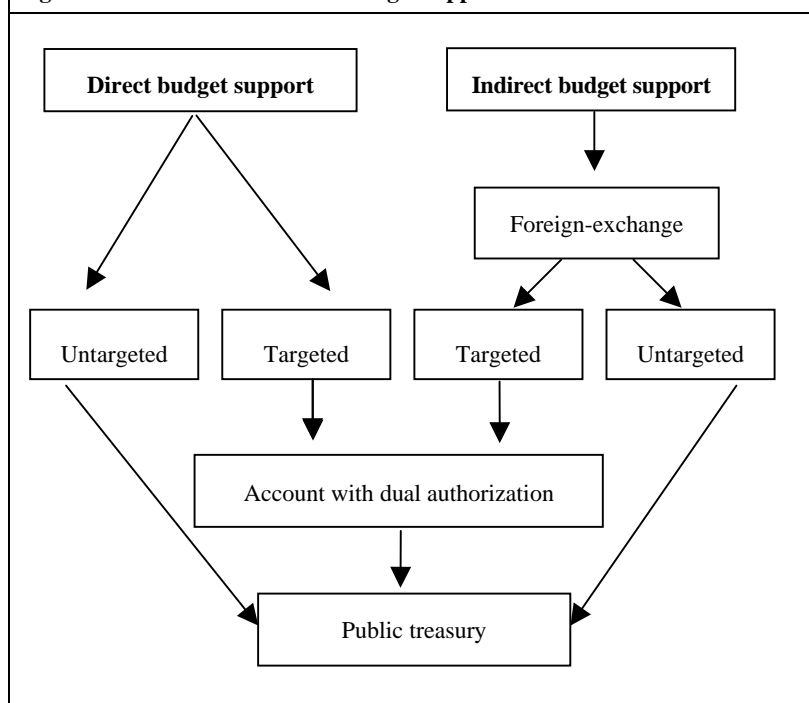 Direct budget support
Indirect budget support
Foreign-exchange
Untargeted
Targeted
Targeted
Untargeted
Account with dual authorization
Public treasury